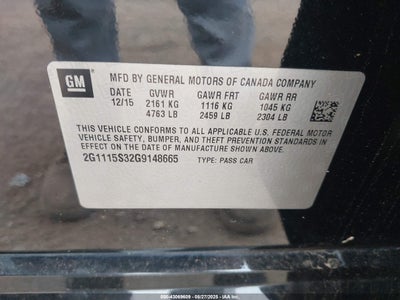 GM
MFD BY GENERAL MOTORS OF CANADA COMPANY
DATE GVWR GAWR FRT GAWR RR
12/15 2161 KG 1116 KG 1045 KG
4763 LB 2459 LB 2304 LB
THIS VEHICLE CONFORMS TO ALL APPLICABLE U.S. FEDERAL MOTOR
VEHICLE SAFETY, BUMPER, AND THEFT PREVENTION STANDARDS
IN EFFECT ON THE DATE OF MANUFACTURE SHOWN ABOVE.
2G1115S32G9148665 TYPE: PASS CAR